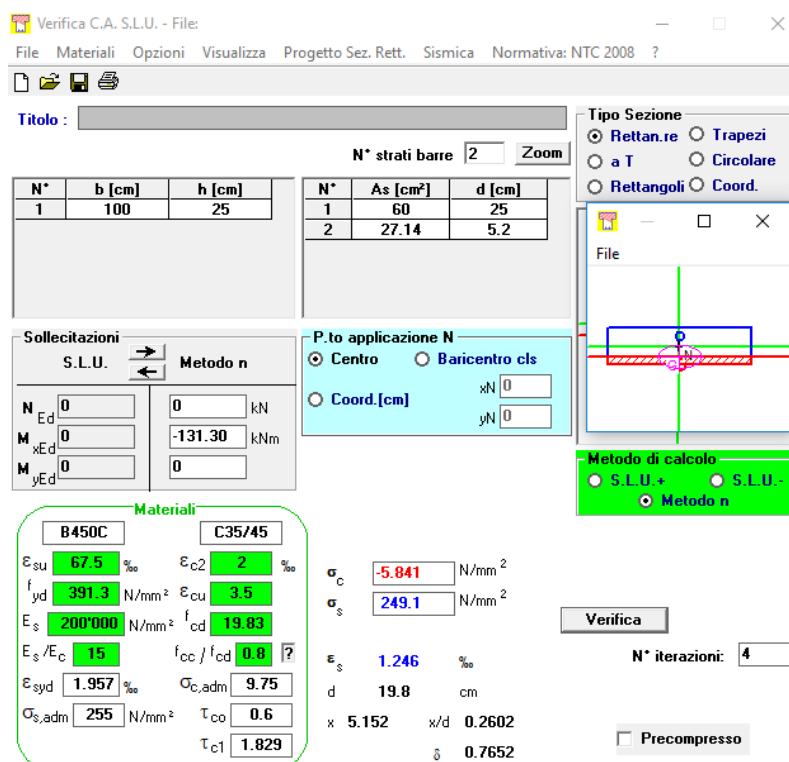 Verifica C.A. S.L.U. - File:
File Materiali Opzioni Visualizza Progetto Sez. Rett. Sismica Normativa: NTC 2008 ?
Titolo :
N° strati barre 2 Zoom
Tipo Sezione
Rettan.re Trapezi
a T Circolare
Rettangoli Coord.
N° b [cm] h [cm]
1 100 25
N° As [cm²] d [cm]
1 60 25
2 27.14 5.2
File
N
G
Sollecitazioni
S.L.U. Metodo n
N Ed 0 0 kN
M xEd 0 -131.30 kNm
M yEd 0 0
P.to applicazione N
Centro Baricentro cls
Coord.[cm] xN 0
yN 0
Metodo di calcolo
S.L.U.+ S.L.U.-
Metodo n
Materiali
B450C C35/45
εsu 67.5 ‰ εc2 2 ‰
fyd 391.3 N/mm² εcu 3.5
Es 200'000 N/mm² fcd 19.83
Es/Ec 15 fcc / fcd 0.8 ?
εsyd 1.957 ‰ σc,adm 9.75
σs,adm 255 N/mm² τco 0.6
τc1 1.829
σc -5.841 N/mm²
σs 249.1 N/mm²
εs 1.246 ‰
d 19.8 cm
x 5.152 x/d 0.2602
δ 0.7652
Verifica
N° iterazioni: 4
Precompresso